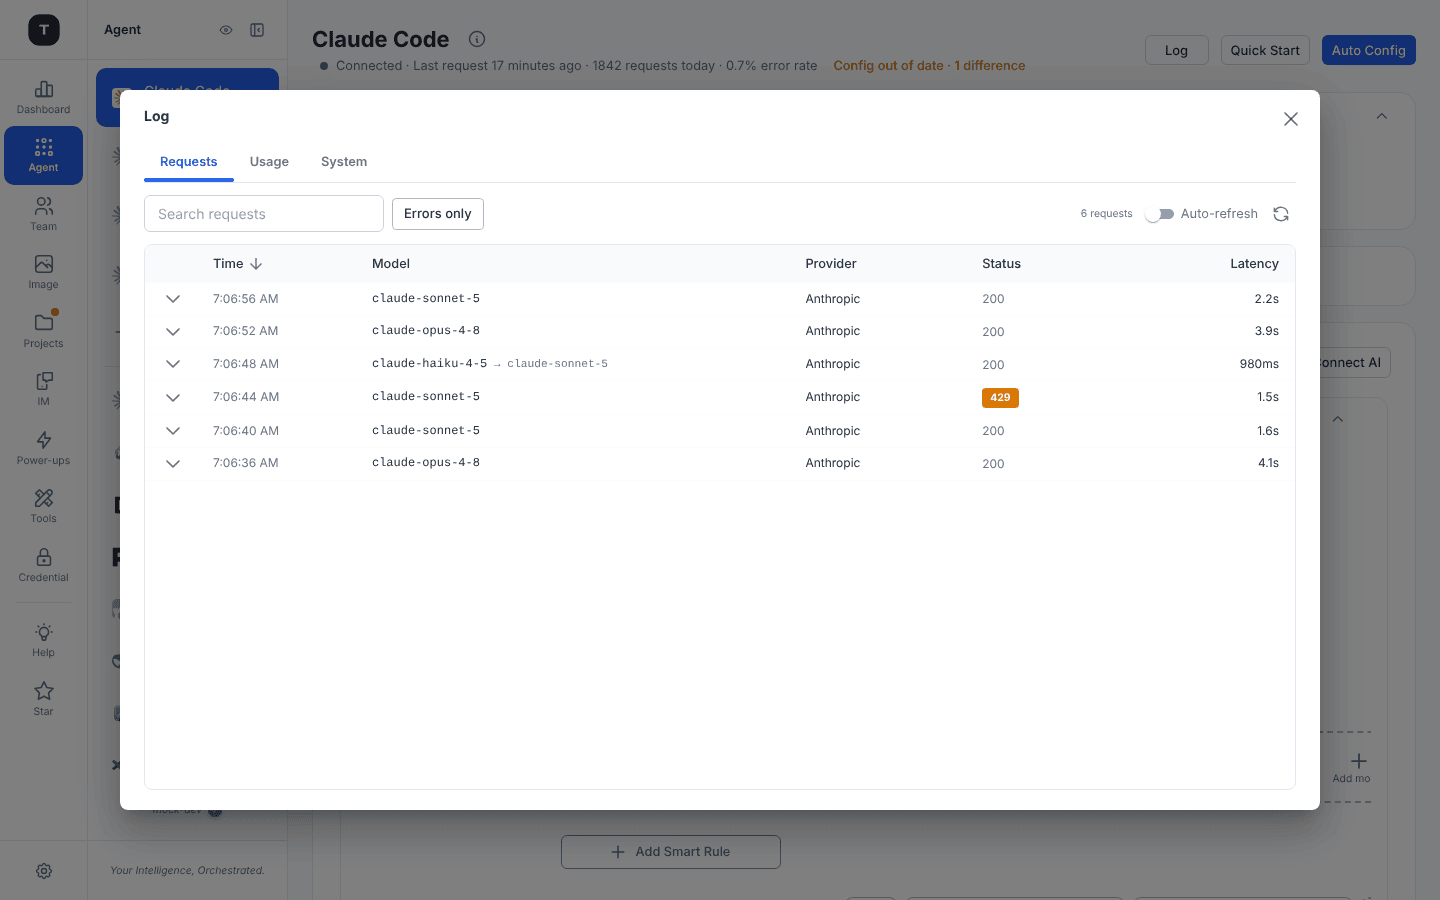 T
Agent
Claude Code
Log
Quick Start
Auto Config
Connected · Last request 17 minutes ago · 1842 requests today · 0.7% error rate
Config out of date · 1 difference
Dashboard
Agent
Team
Image
Projects
IM
Power-ups
Tools
Credential
Help
Star
Log
Requests
Usage
System
Search requests
Errors only
6 requests
Auto-refresh
Time
Model
Provider
Status
Latency
7:06:56 AM claude-sonnet-5 Anthropic 200 2.2s
7:06:52 AM claude-opus-4-8 Anthropic 200 3.9s
7:06:48 AM claude-haiku-4-5 → claude-sonnet-5 Anthropic 200 980ms
7:06:44 AM claude-sonnet-5 Anthropic 429 1.5s
7:06:40 AM claude-sonnet-5 Anthropic 200 1.6s
7:06:36 AM claude-opus-4-8 Anthropic 200 4.1s
onnect AI
Add mo
Add Smart Rule
Your Intelligence, Orchestrated.